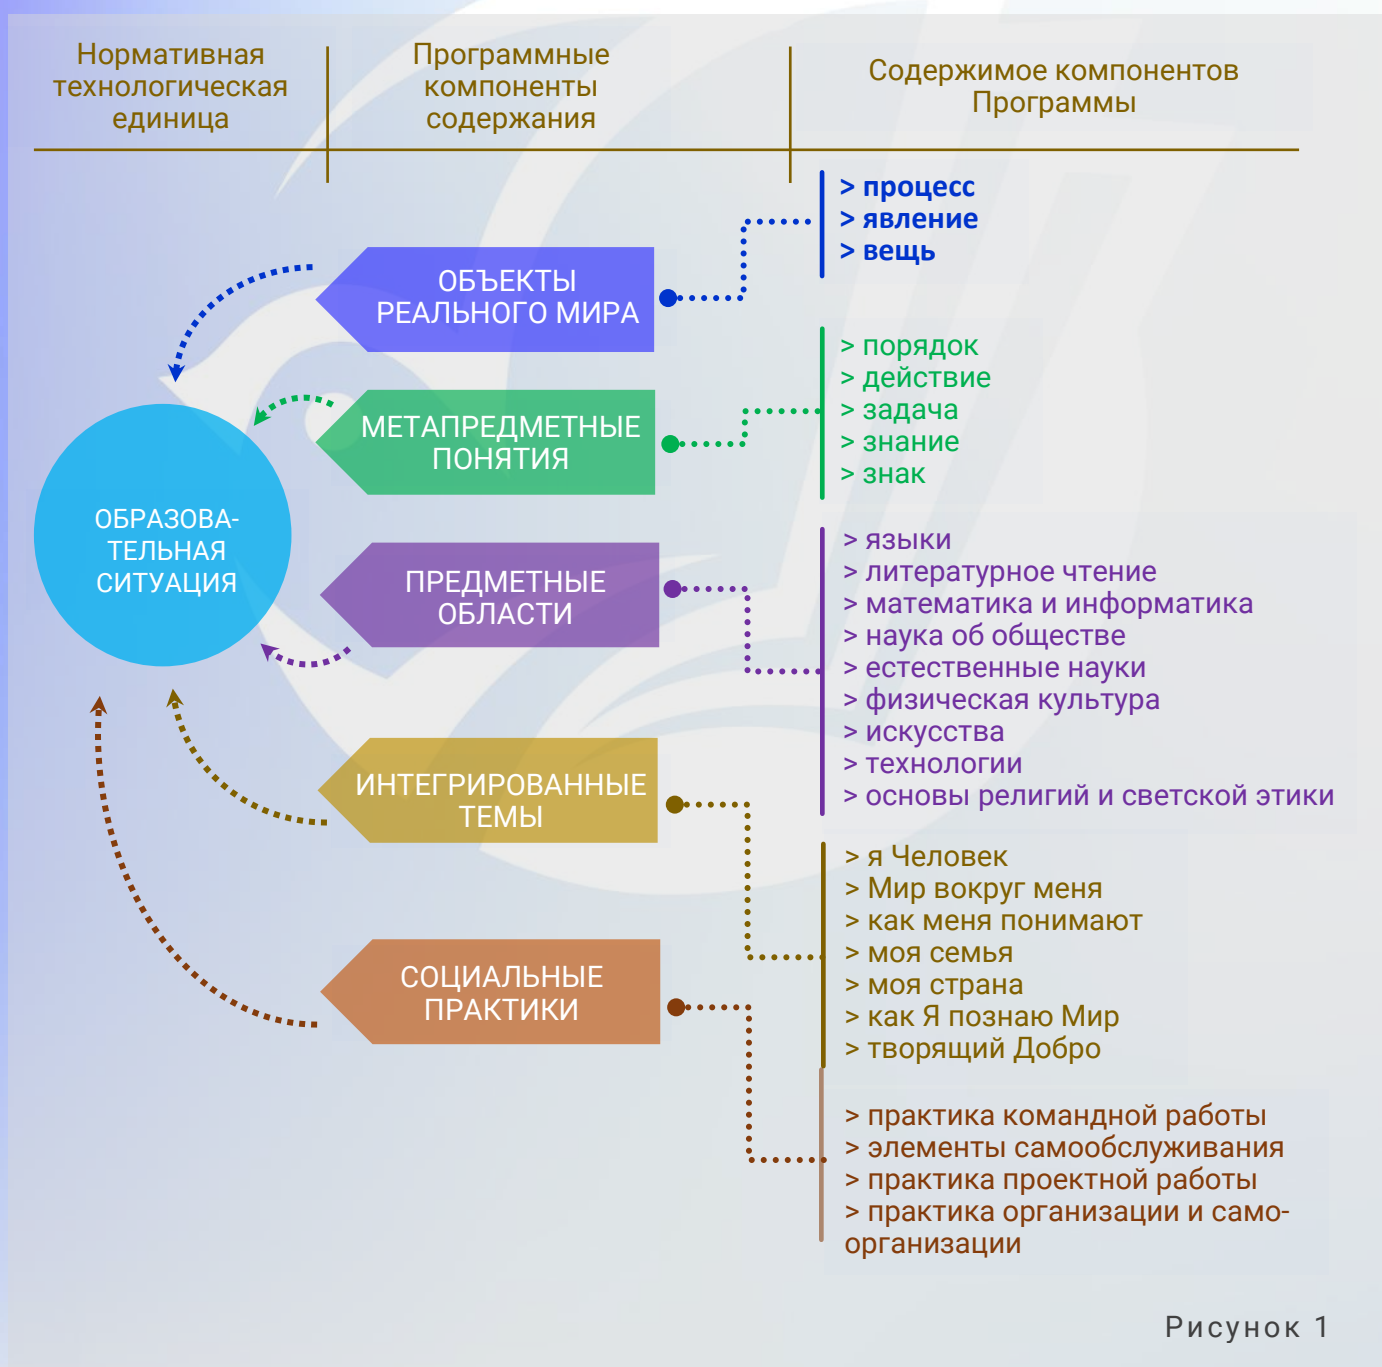 Нормативная
технологическая
единица
Программные
компоненты
содержания
Содержимое компонентов
Программы
ОБРАЗОВА-
ТЕЛЬНАЯ
СИТУАЦИЯ
ОБЪЕКТЫ
РЕАЛЬНОГО МИРА
> процесс
> явление
> вещь
МЕТАПРЕДМЕТНЫЕ
ПОНЯТИЯ
> порядок
> действие
> задача
> знание
> знак
ПРЕДМЕТНЫЕ
ОБЛАСТИ
> языки
> литературное чтение
> математика и информатика
> наука об обществе
> естественные науки
> физическая культура
> искусства
> технологии
> основы религий и светской этики
ИНТЕГРИРОВАННЫЕ
ТЕМЫ
> я Человек
> Мир вокруг меня
> как меня понимают
> моя семья
> моя страна
> как Я познаю Мир
> творящий Добро
СОЦИАЛЬНЫЕ
ПРАКТИКИ
> практика командной работы
> элементы самообслуживания
> практика проектной работы
> практика организации и само-
организации
Рисунок 1